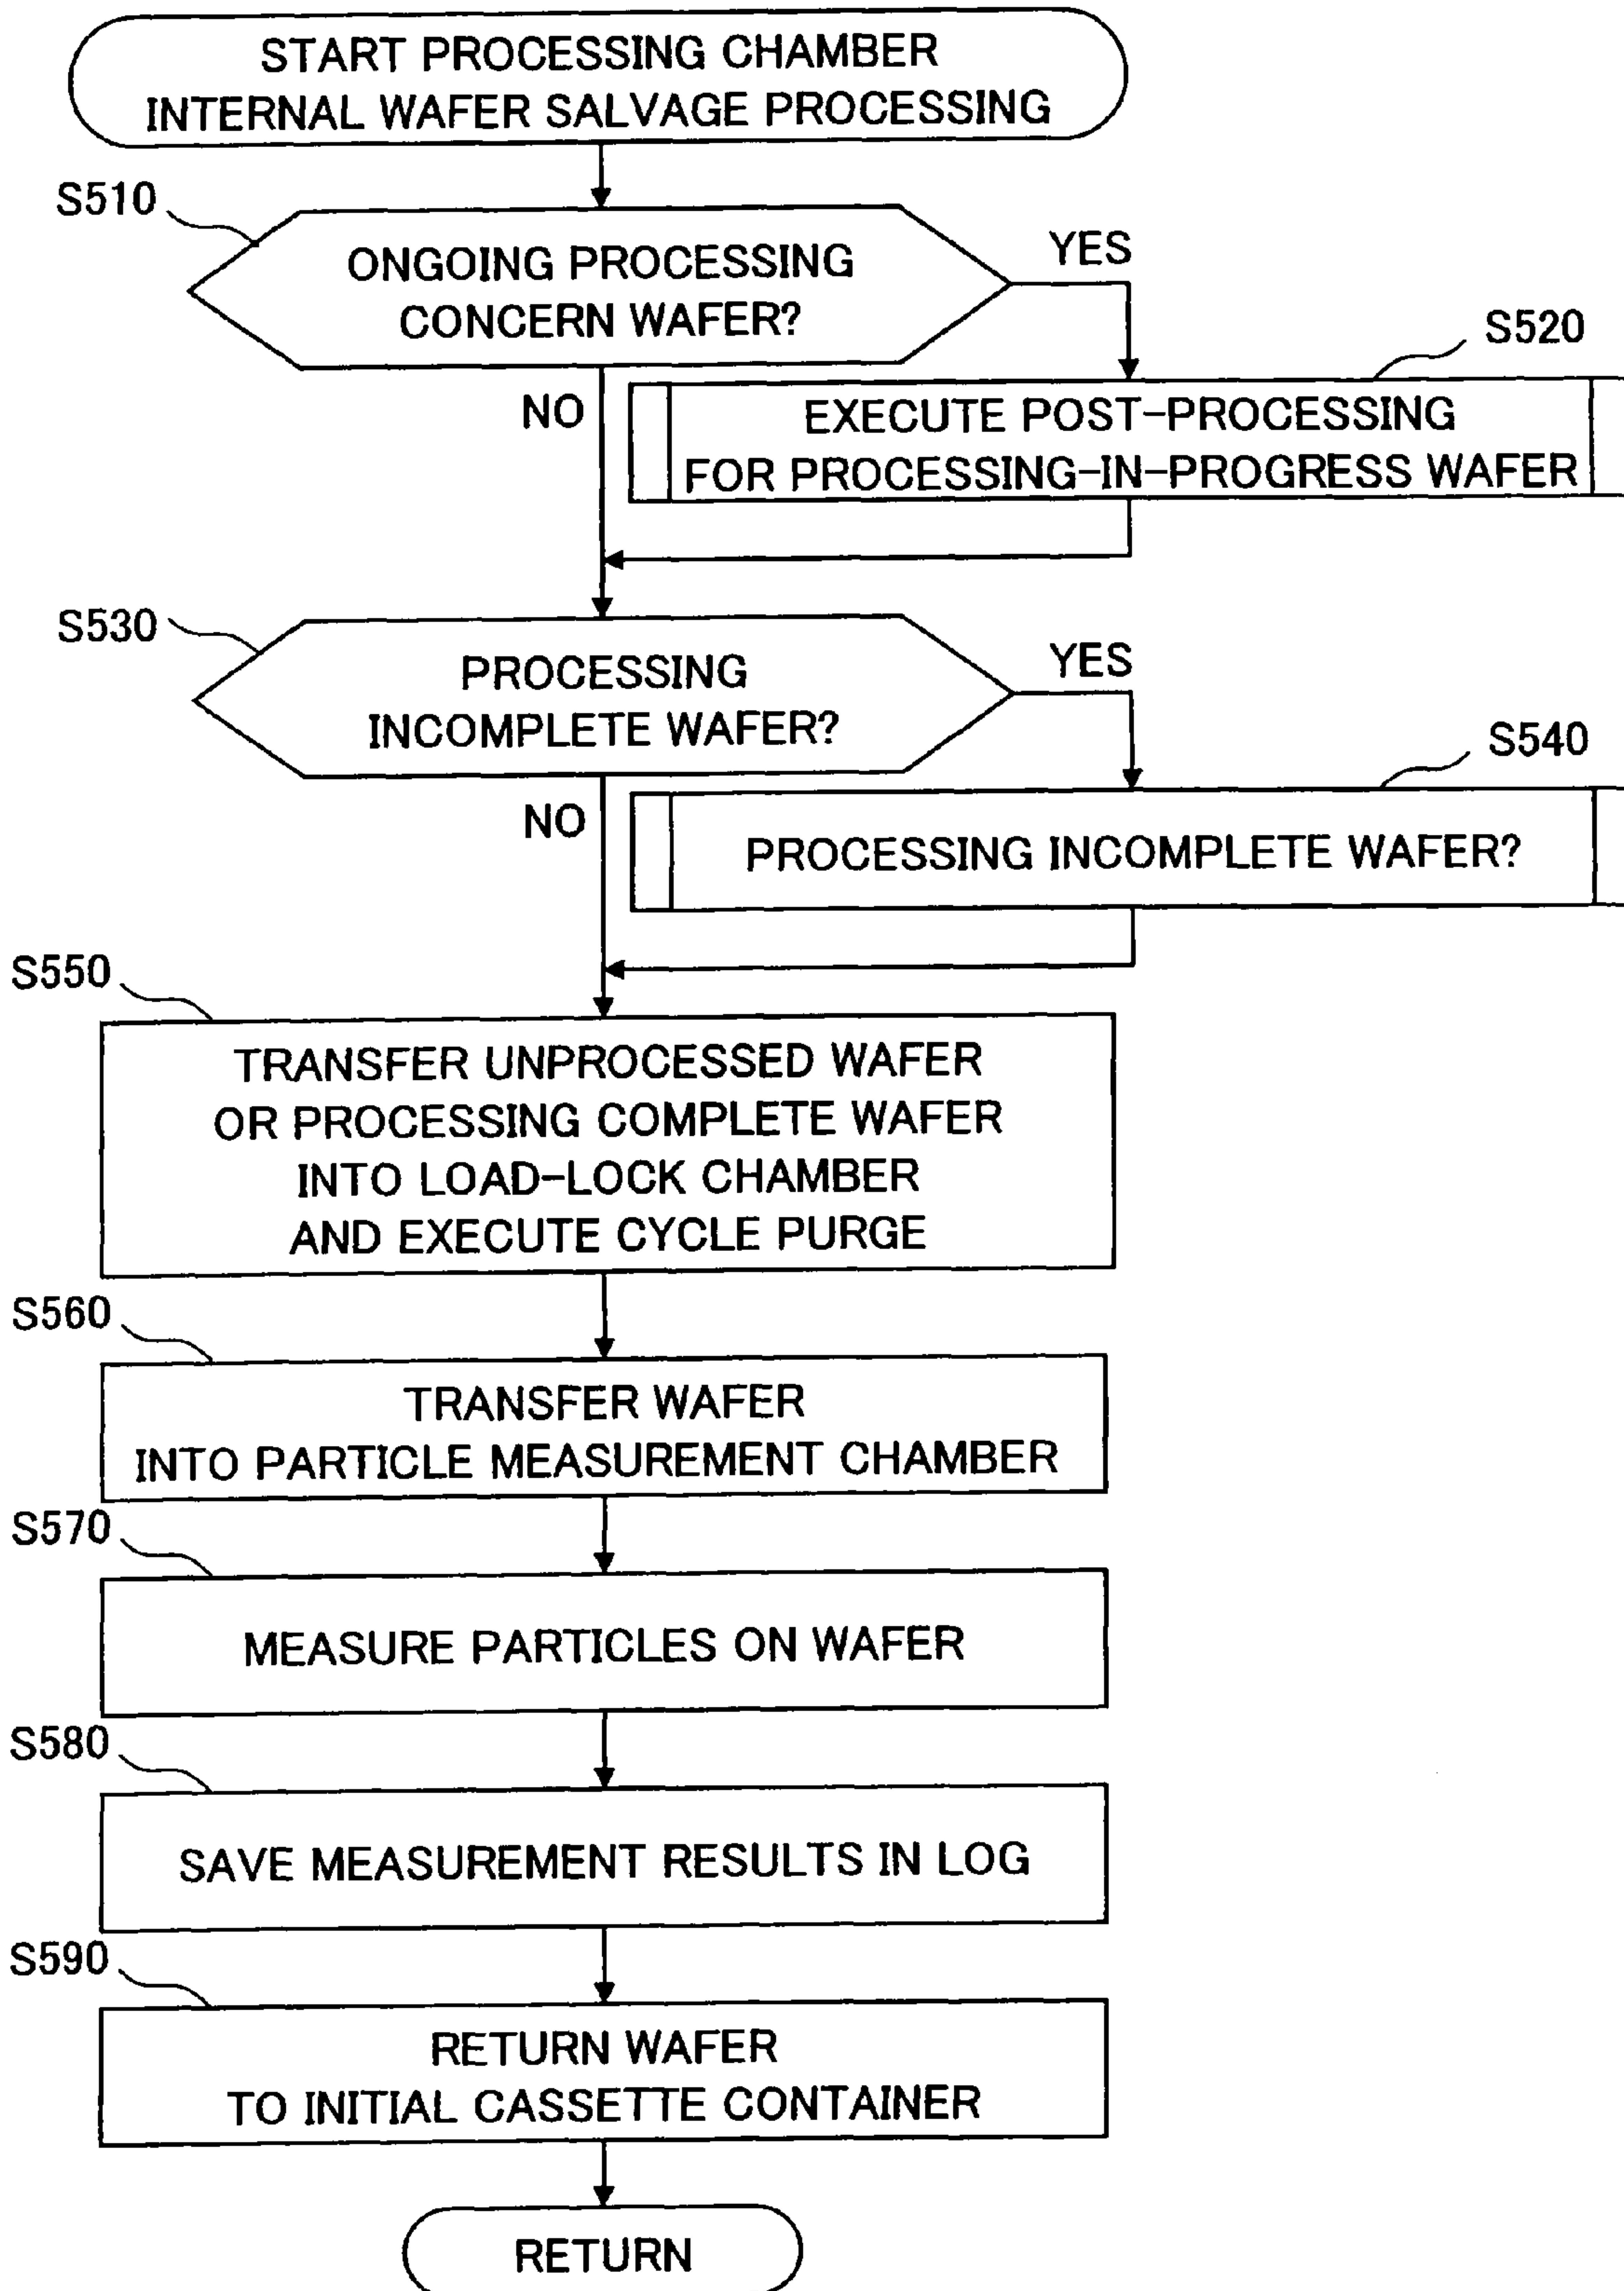 START PROCESSING CHAMBER
INTERNAL WAFER SALVAGE PROCESSING
S510
ONGOING PROCESSING
CONCERN WAFER?
YES
NO
S520
EXECUTE POST-PROCESSING
FOR PROCESSING-IN-PROGRESS WAFER
S530
PROCESSING
INCOMPLETE WAFER?
YES
NO
S540
PROCESSING INCOMPLETE WAFER?
S550
TRANSFER UNPROCESSED WAFER
OR PROCESSING COMPLETE WAFER
INTO LOAD-LOCK CHAMBER
AND EXECUTE CYCLE PURGE
S560
TRANSFER WAFER
INTO PARTICLE MEASUREMENT CHAMBER
S570
MEASURE PARTICLES ON WAFER
S580
SAVE MEASUREMENT RESULTS IN LOG
S590
RETURN WAFER
TO INITIAL CASSETTE CONTAINER
RETURN